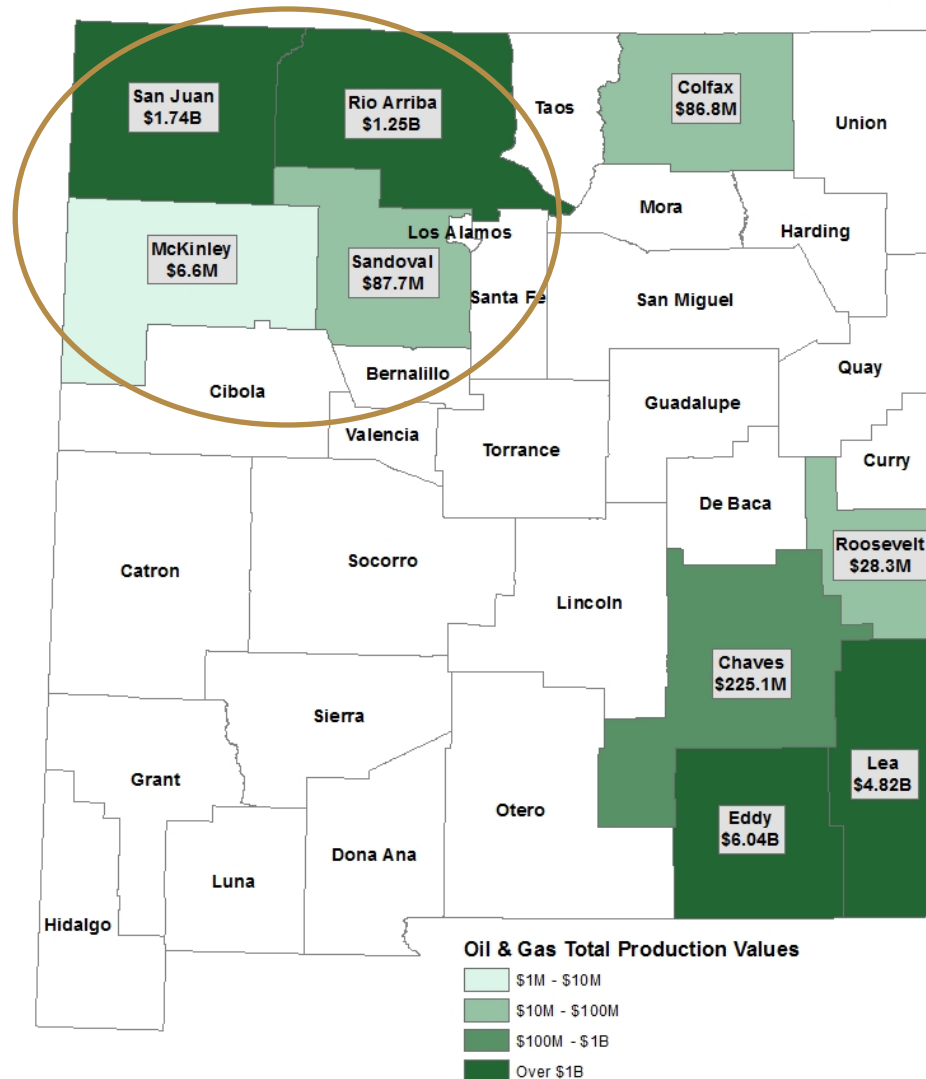 San Juan
$1.74B
Rio Arriba
$1.25B
Taos
Colfax
$86.8M
Union
Mora
Harding
Los Alamos
McKinley
$6.6M
Sandoval
$87.7M
Santa Fe
San Miguel
Quay
Bernalillo
Cibola
Guadalupe
Valencia
Torrance
Curry
De Baca
Roosevelt
$28.3M
Socorro
Catron
Lincoln
Chaves
$225.1M
Sierra
Lea
$4.82B
Grant
Otero
Eddy
$6.04B
Dona Ana
Luna
Hidalgo
Oil & Gas Total Production Values
$1M - $10M
$10M - $100M
$100M - $1B
Over $1B